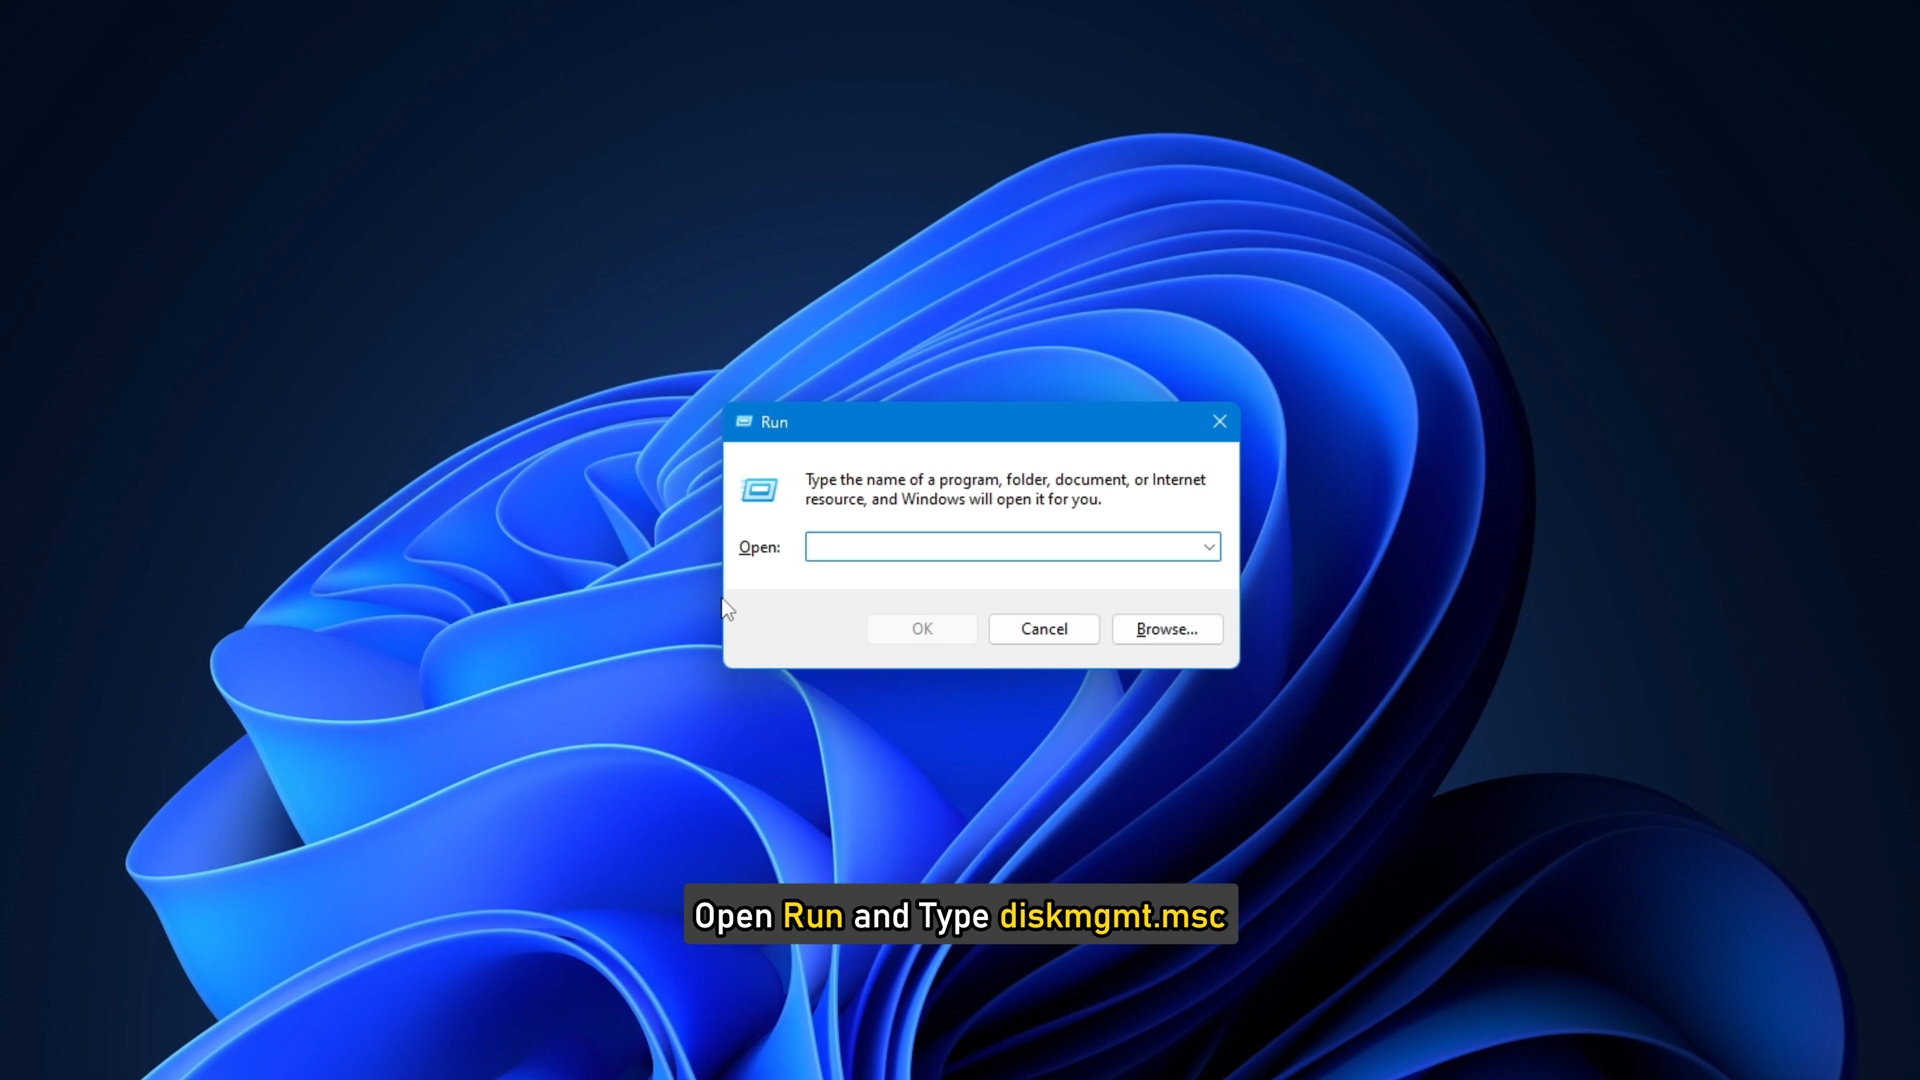 Run
Type the name of a program, folder, document, or Internet
resource, and Windows will open it for you.
Open:
OK
Cancel
Browse...
Open Run and Type diskmgmt.msc